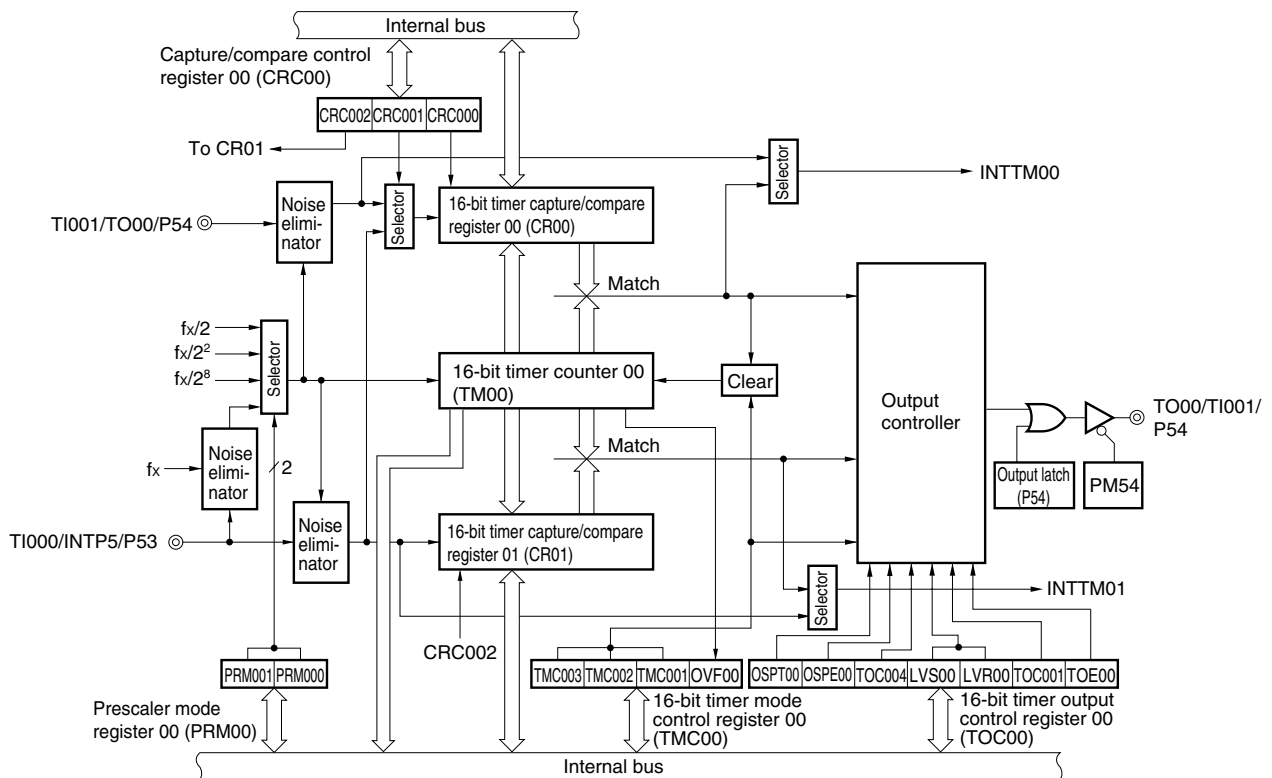 Internal bus
Capture/compare control
register 00 (CRC00)
CRC002 CRC001 CRC000
To CR01
Selector
INTTM00
TI001/TO00/P54
Noise
elimi-
nator
Selector
16-bit timer capture/compare
register 00 (CR00)
Match
fx/2
fx/2²
fx/2⁸
Selector
16-bit timer counter 00
(TM00)
Clear
Output
controller
TO00/TI001/
P54
Match
fx
Noise
elimi-
nator
2
Output latch
(P54)
PM54
TI000/INTP5/P53
Noise
elimi-
nator
16-bit timer capture/compare
register 01 (CR01)
Selector
INTTM01
CRC002
PRM001 PRM000
TMC003 TMC002 TMC001 OVF00
OSPT00 OSPE00 TOC004 LVS00 LVR00 TOC001 TOE00
Prescaler mode
register 00 (PRM00)
16-bit timer mode
control register 00
(TMC00)
16-bit timer output
control register 00
(TOC00)
Internal bus